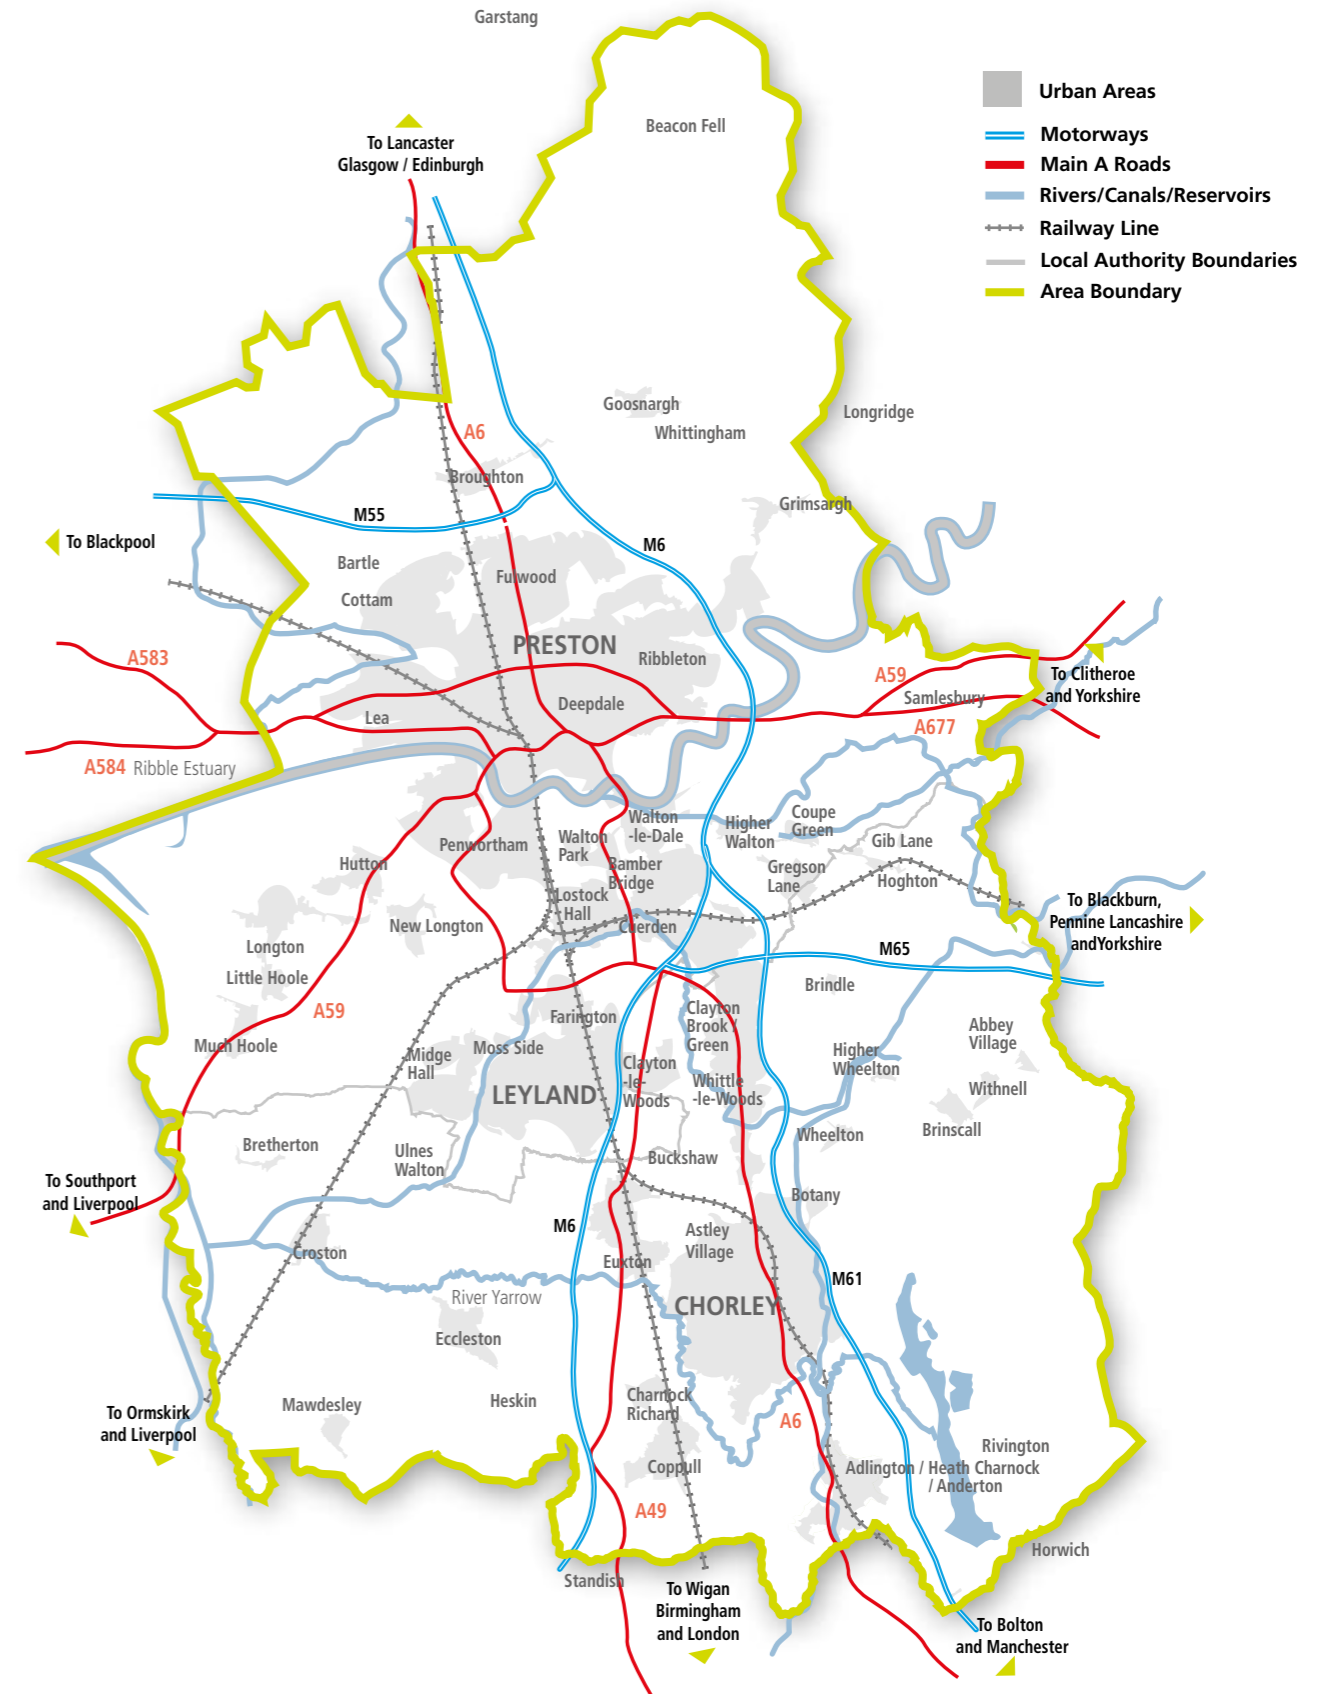 Garstang
Urban Areas
Motorways
Main A Roads
Rivers/Canals/Reservoirs
Railway Line
Local Authority Boundaries
Area Boundary
Beacon Fell
To Lancaster
Glasgow / Edinburgh
Goosnargh
Longridge
Whittingham
A6
Broughton
Grimsargh
M55
To Blackpool
M6
Bartle
Fulwood
Cottam
PRESTON
Ribbleton
A583
A59
To Clitheroe
and Yorkshire
Samlesbury
Deepdale
Lea
A677
A584
Ribble Estuary
Walton
-le-Dale
Higher
Walton
Coupe
Green
Gib Lane
Penwortham
Walton
Park
Hutton
Bamber
Bridge
Gregson
Lane
Hoghton
Lostock
Hall
To Blackburn,
Pennine Lancashire
andYorkshire
New Longton
Cuerden
Longton
M65
Little Hoole
Brindle
A59
Farington
Clayton
Brook /
Green
Abbey
Village
Much Hoole
Midge
Hall
Moss Side
Higher
Wheelton
Clayton
-le-
Woods
Whittle
-le-Woods
LEYLAND
Withnell
Brinscall
Wheelton
Bretherton
Ulnes
Walton
Buckshaw
To Southport
and Liverpool
Botany
M6
Astley
Village
Croston
Euxton
M61
River Yarrow
CHORLEY
Eccleston
Heskin
Charnock
Richard
Mawdesley
To Ormskirk
and Liverpool
A6
Rivington
Coppull
Adlington / Heath Charnock
/ Anderton
A49
Horwich
Standish
To Wigan
Birmingham
and London
To Bolton
and Manchester